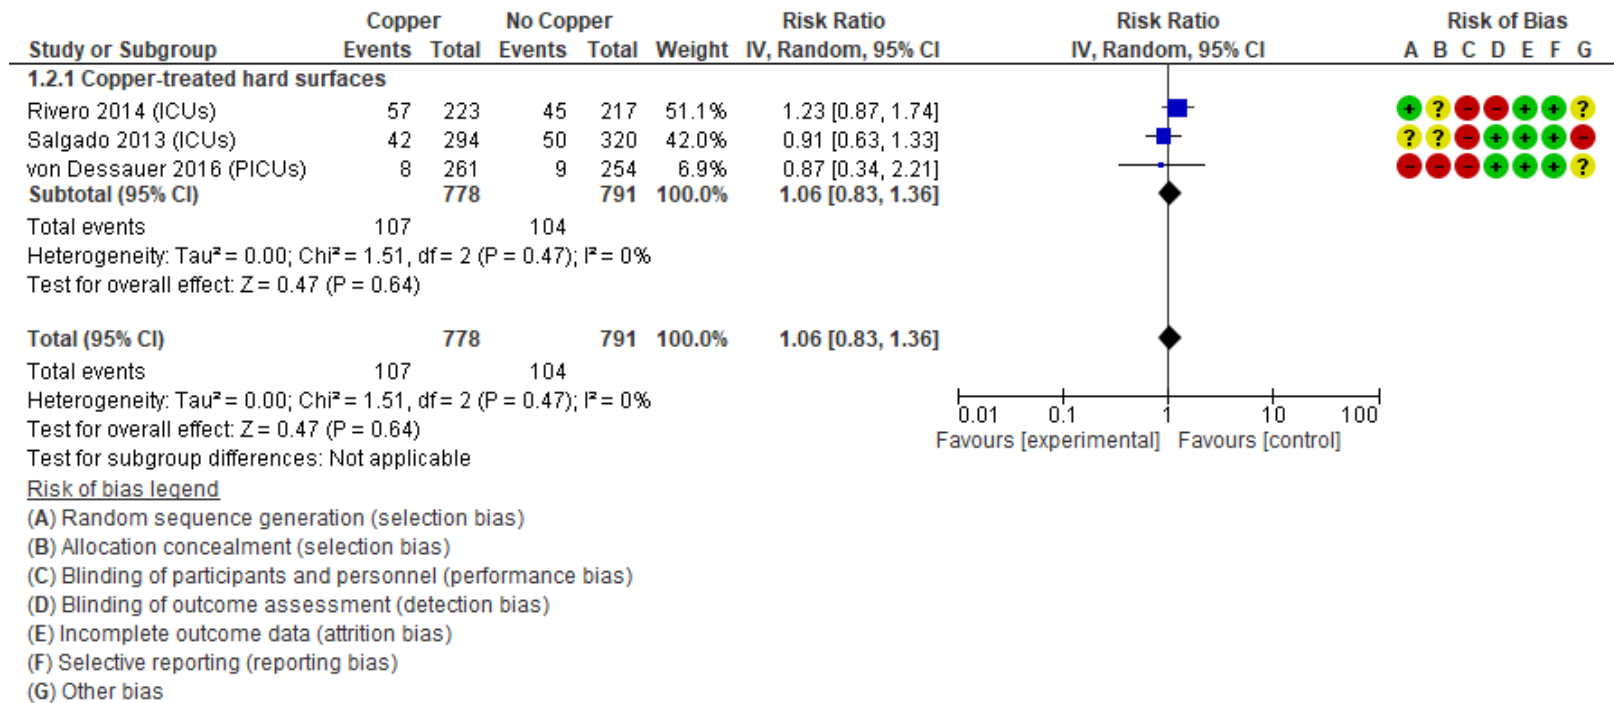 Copper No Copper Risk Ratio Risk Ratio Risk of Bias
Study or Subgroup Events Total Events Total Weight IV, Random, 95% CI IV, Random, 95% CI A B C D E F G
1.2.1 Copper-treated hard surfaces
Rivero 2014 (ICUs) 57 223 45 217 51.1% 1.23 [0.87, 1.74] + ? - - + + ?
Salgado 2013 (ICUs) 42 294 50 320 42.0% 0.91 [0.63, 1.33] ? ? - + + + -
von Dessauer 2016 (PICUs) 8 261 9 254 6.9% 0.87 [0.34, 2.21] - - - + + + ?
Subtotal (95% CI) 778 791 100.0% 1.06 [0.83, 1.36]
Total events 107 104
Heterogeneity: Tau² = 0.00; Chi² = 1.51, df = 2 (P = 0.47); I² = 0%
Test for overall effect: Z = 0.47 (P = 0.64)
Total (95% CI) 778 791 100.0% 1.06 [0.83, 1.36]
Total events 107 104
Heterogeneity: Tau² = 0.00; Chi² = 1.51, df = 2 (P = 0.47); I² = 0%
Test for overall effect: Z = 0.47 (P = 0.64)
Test for subgroup differences: Not applicable
0.01 0.1 1 10 100
Favours [experimental] Favours [control]
Risk of bias legend
(A) Random sequence generation (selection bias)
(B) Allocation concealment (selection bias)
(C) Blinding of participants and personnel (performance bias)
(D) Blinding of outcome assessment (detection bias)
(E) Incomplete outcome data (attrition bias)
(F) Selective reporting (reporting bias)
(G) Other bias